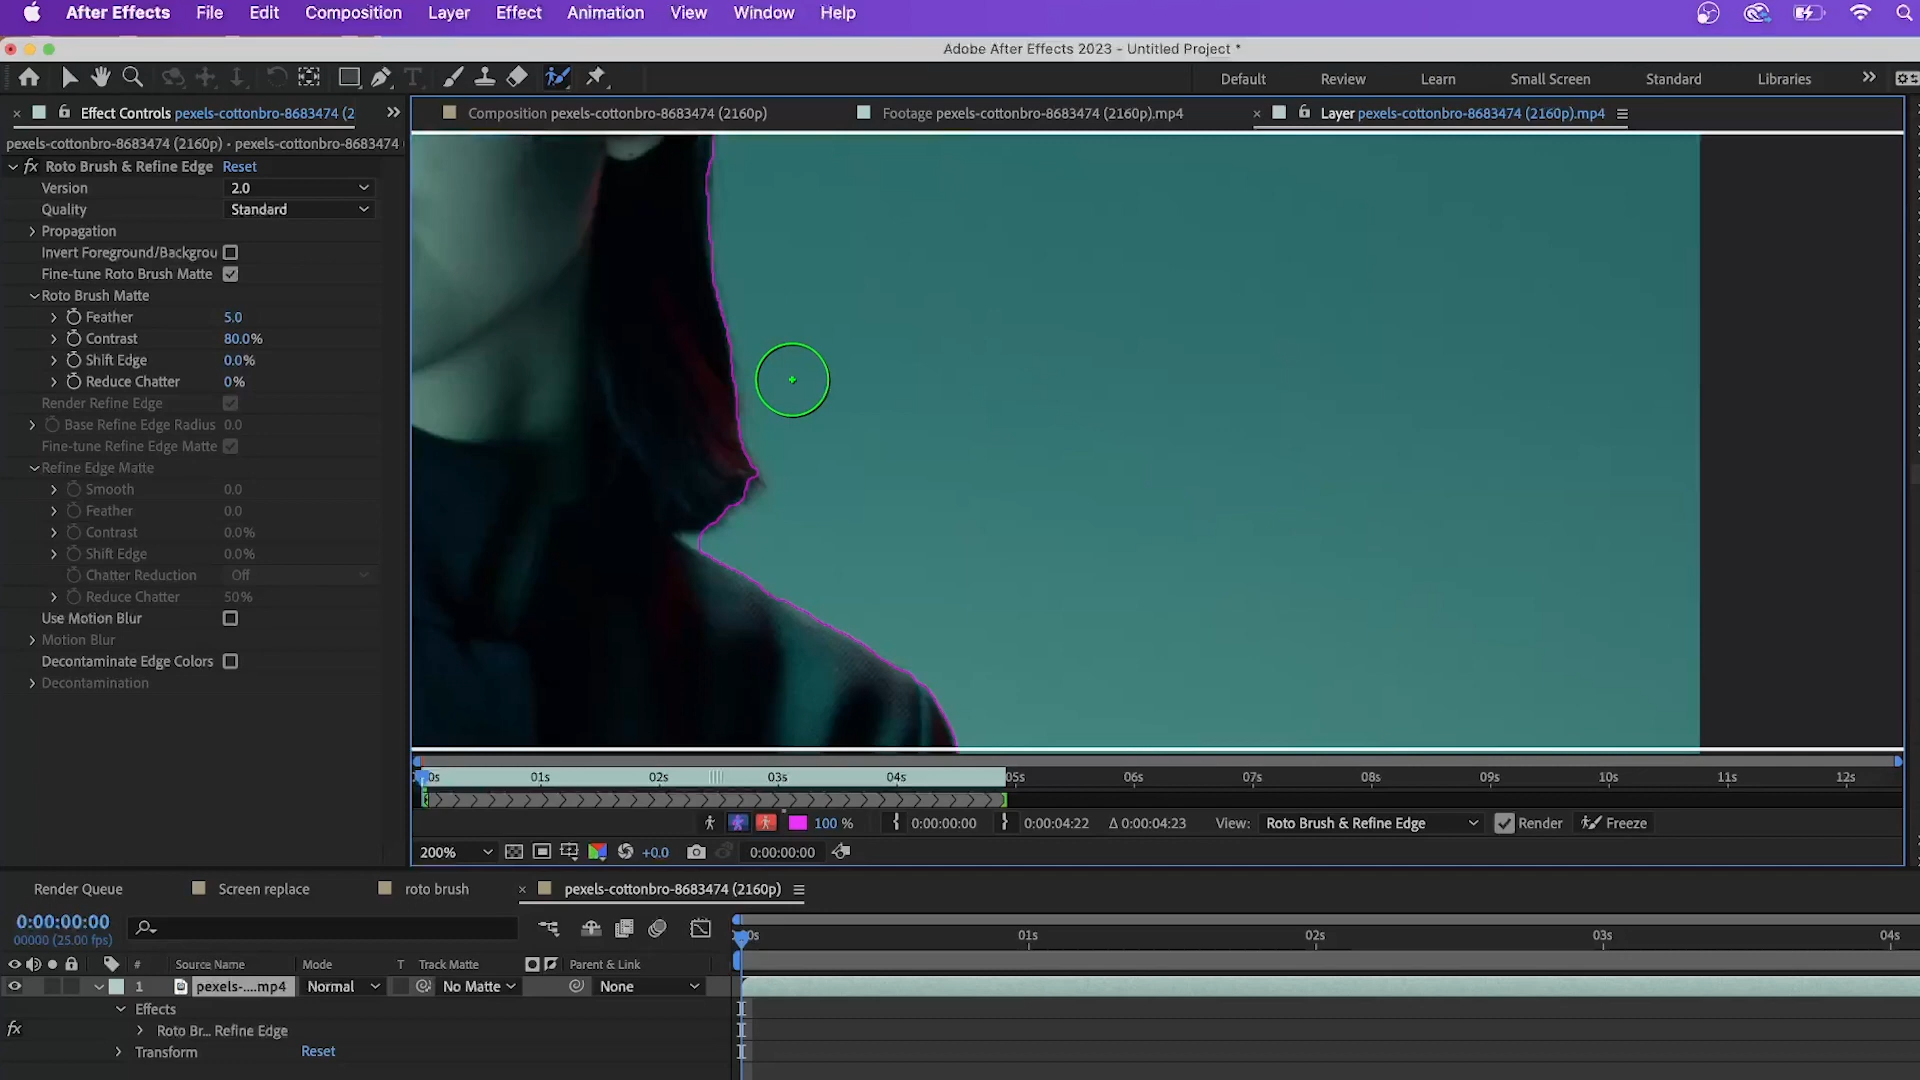 After Effects File Edit Composition Layer Effect Animation View Window Help
Adobe After Effects 2023 - Untitled Project *
Default Review Learn Small Screen Standard Libraries
Effect Controls pexels-cottonbro-8683474 (2
Composition pexels-cottonbro-8683474 (2160p)
Footage pexels-cottonbro-8683474 (2160p).mp4
Layer pexels-cottonbro-8683474 (2160p).mp4
pexels-cottonbro-8683474 (2160p) • pexels-cottonbro-8683474
fx Roto Brush & Refine Edge Reset
Version 2.0
Quality Standard
Propagation
Invert Foreground/Backgrou
Fine-tune Roto Brush Matte
Roto Brush Matte
Feather 5.0
Contrast 80.0%
Shift Edge 0.0%
Reduce Chatter 0%
Render Refine Edge
Base Refine Edge Radius 0.0
Fine-tune Refine Edge Matte
Refine Edge Matte
Smooth 0.0
Feather 0.0
Contrast 0.0%
Shift Edge 0.0%
Chatter Reduction Off
Reduce Chatter 50%
Use Motion Blur
Motion Blur
Decontaminate Edge Colors
Decontamination
0s 01s 02s 03s 04s 05s 06s 07s 08s 09s 10s 11s 12s
100 % 0:00:00:00 0:00:04:22 Δ 0:00:04:23 View: Roto Brush & Refine Edge Render Freeze
200% +0.0 0:00:00:00
Render Queue Screen replace roto brush pexels-cottonbro-8683474 (2160p)
0:00:00:00
00000 (25.00 fps)
0s 01s 02s 03s 04s
# Source Name Mode T Track Matte Parent & Link
1 pexels-....mp4 Normal No Matte None
Effects
fx Roto Br... Refine Edge
Transform Reset